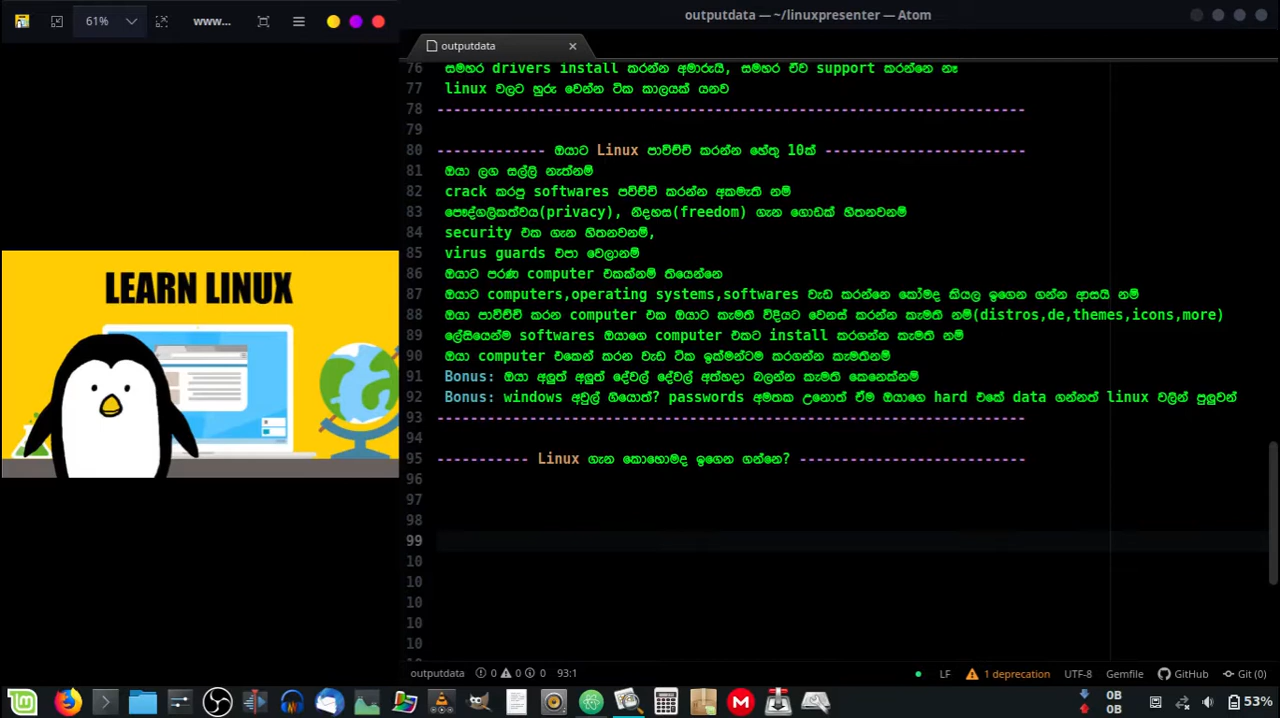 61%
www...
outputdata — ~/linuxpresenter — Atom
outputdata
LEARN LINUX
76 සමහර drivers install කරන්න අමාරුයි, සමහර ඒව support කරන්නෙ නෑ
77 linux වලට හුරු වෙන්න ටික කාලයක් යනව
78 ----------------------------------------------------------------------
79
80 ------------- ඔයාට Linux පාවිච්චි කරන්න හේතු 10ක් ------------------------
81 ඔයා ලග සල්ලි නැත්නම්
82 crack කරපු softwares පව්ච්චි කරන්න අකමැති නම්
83 පෞද්ගලිකත්වය(privacy), නිදහස(freedom) ගැන ගොඩක් හිතනවනම්
84 security එක ගැන හිතනවනම්,
85 virus guards එපා වෙලානම්
86 ඔයාට පරණ computer එකක්නම් තියෙන්නෙ
87 ඔයාට computers,operating systems,softwares වැඩ කරන්නෙ කෝමද කියල ඉගෙන ගන්න ආසයි නම්
88 ඔයා පාවිච්චි කරන computer එක ඔයාට කැමති විදියට වෙනස් කරන්න කැමති නම්(distros,de,themes,icons,more)
89 ලේසියෙන්ම softwares ඔයාගෙ computer එකට install කරගන්න කැමති නම්
90 ඔයා computer එකෙන් කරන වැඩ ටික ඉක්මන්ටම කරගන්න කැමතිනම්
91 Bonus: ඔයා අලුත් අලුත් දේවල් දේවල් අත්හදා බලන්න කැමති කෙනෙක්නම්
92 Bonus: windows අවුල් ගියොත්? passwords අමතක උනොත් ඒම ඔයාගෙ hard එකේ data ගන්නත් linux වලින් පුලුවන්
93 ----------------------------------------------------------------------
94
95 ----------- Linux ගැන කොහොමද ඉගෙන ගන්නෙ? ---------------------------
96
97
98
99
10
10
10
10
10
outputdata 0 0 0 93:1
LF 1 deprecation UTF-8 Gemfile GitHub Git (0)
0B
0B
53%